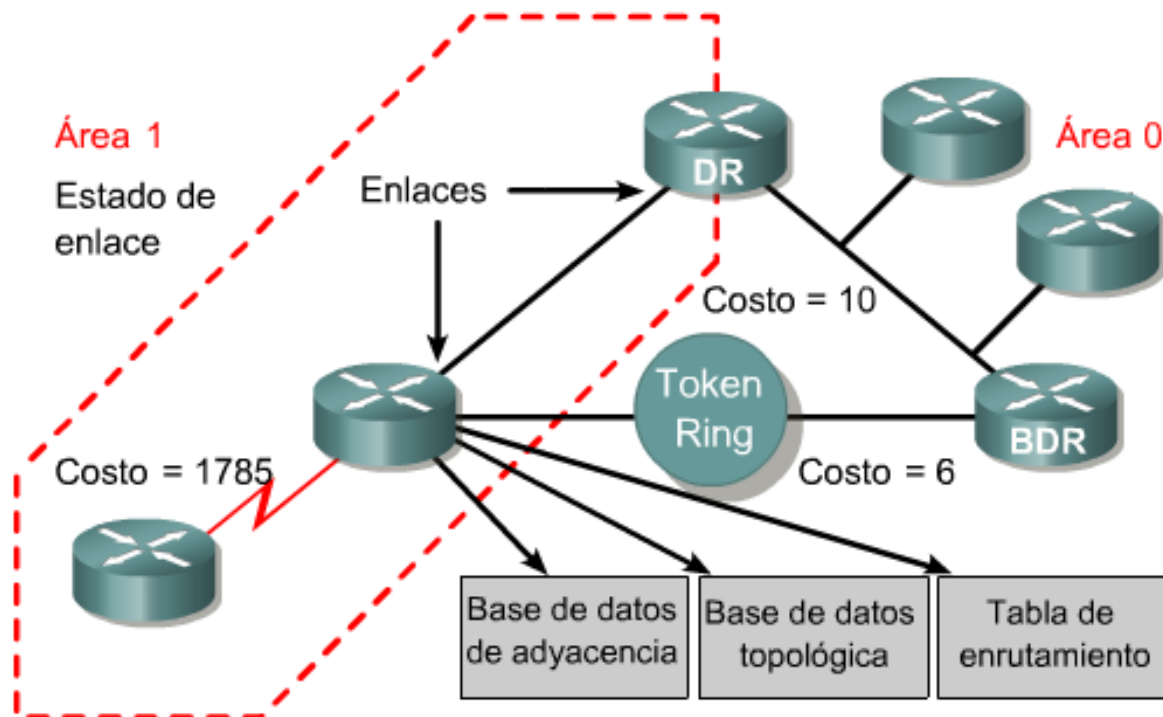 Área 1
Estado de
enlace
Enlaces
DR
Área 0
Costo = 10
Token
Ring
BDR
Costo = 6
Costo = 1785
Base de datos
de adyacencia
Base de datos
topológica
Tabla de
enrutamiento